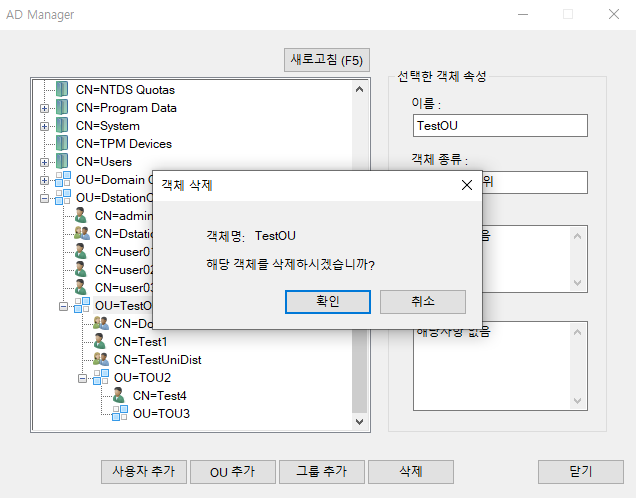 AD Manager
새로고침 (F5)
CN=NTDS Quotas
CN=Program Data
CN=System
CN=TPM Devices
CN=Users
OU=Domain
OU=Dstation
CN=admin
CN=Dstatio
CN=user01
CN=user02
CN=user03
OU=TestO
CN=Do
CN=Test1
CN=TestUniDist
OU=TOU2
CN=Test4
OU=TOU3
선택한 객체 속성
이름 :
TestOU
객체 종류 :
위
음
해당사항 없음
객체 삭제
객체명: TestOU
해당 객체를 삭제하시겠습니까?
확인
취소
사용자 추가
OU 추가
그룹 추가
삭제
닫기